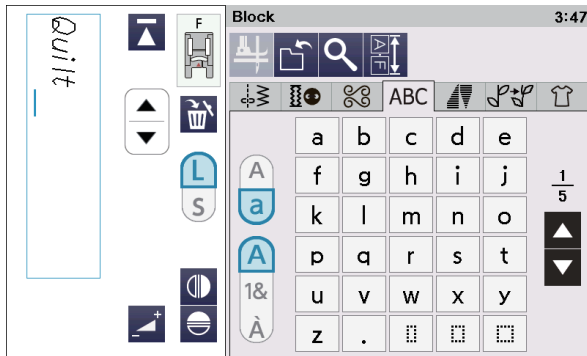 Quilt
F
L
S
Block 3:47
A-F
ABC
A
a
A
1&
À
a b c d e
f g h i j
k l m n o
p q r s t
u v w x y
z .
1
5